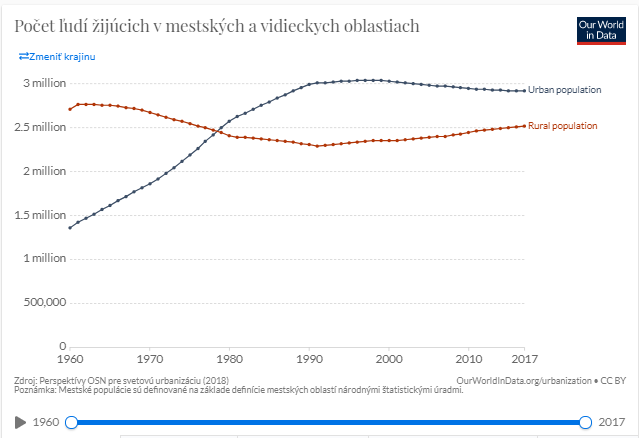 Počet ľudí žijúcich v mestských a vidieckych oblastiach
Our World
in Data
⇄Zmeniť krajinu
3 million
2.5 million
2 million
1.5 million
1 million
500,000
0
Urban population
Rural population
1960
1970
1980
1990
2000
2010
2017
Zdroj: Perspektívy OSN pre svetovú urbanizáciu (2018)
OurWorldInData.org/urbanization • CC BY
Poznámka: Mestské populácie sú definované na základe definície mestských oblastí národnými štatistickými úradmi.
1960
2017